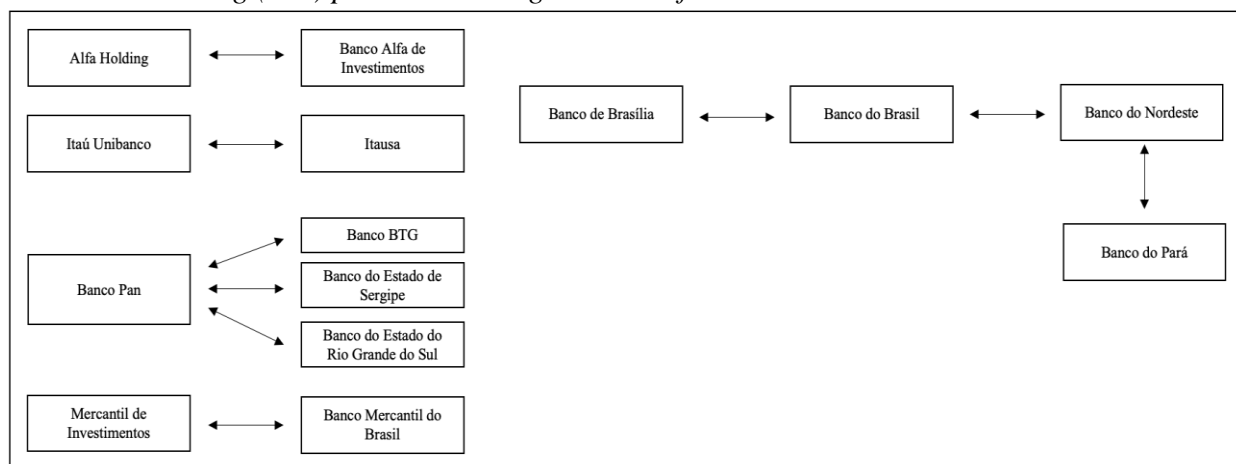 Alfa Holding
Banco Alfa de
Investimentos
Itaú Unibanco
Itausa
Banco Pan
Banco BTG
Banco do Estado de
Sergipe
Banco do Estado do
Rio Grande do Sul
Mercantil de
Investimentos
Banco Mercantil do
Brasil
Banco de Brasília
Banco do Brasil
Banco do Nordeste
Banco do Pará